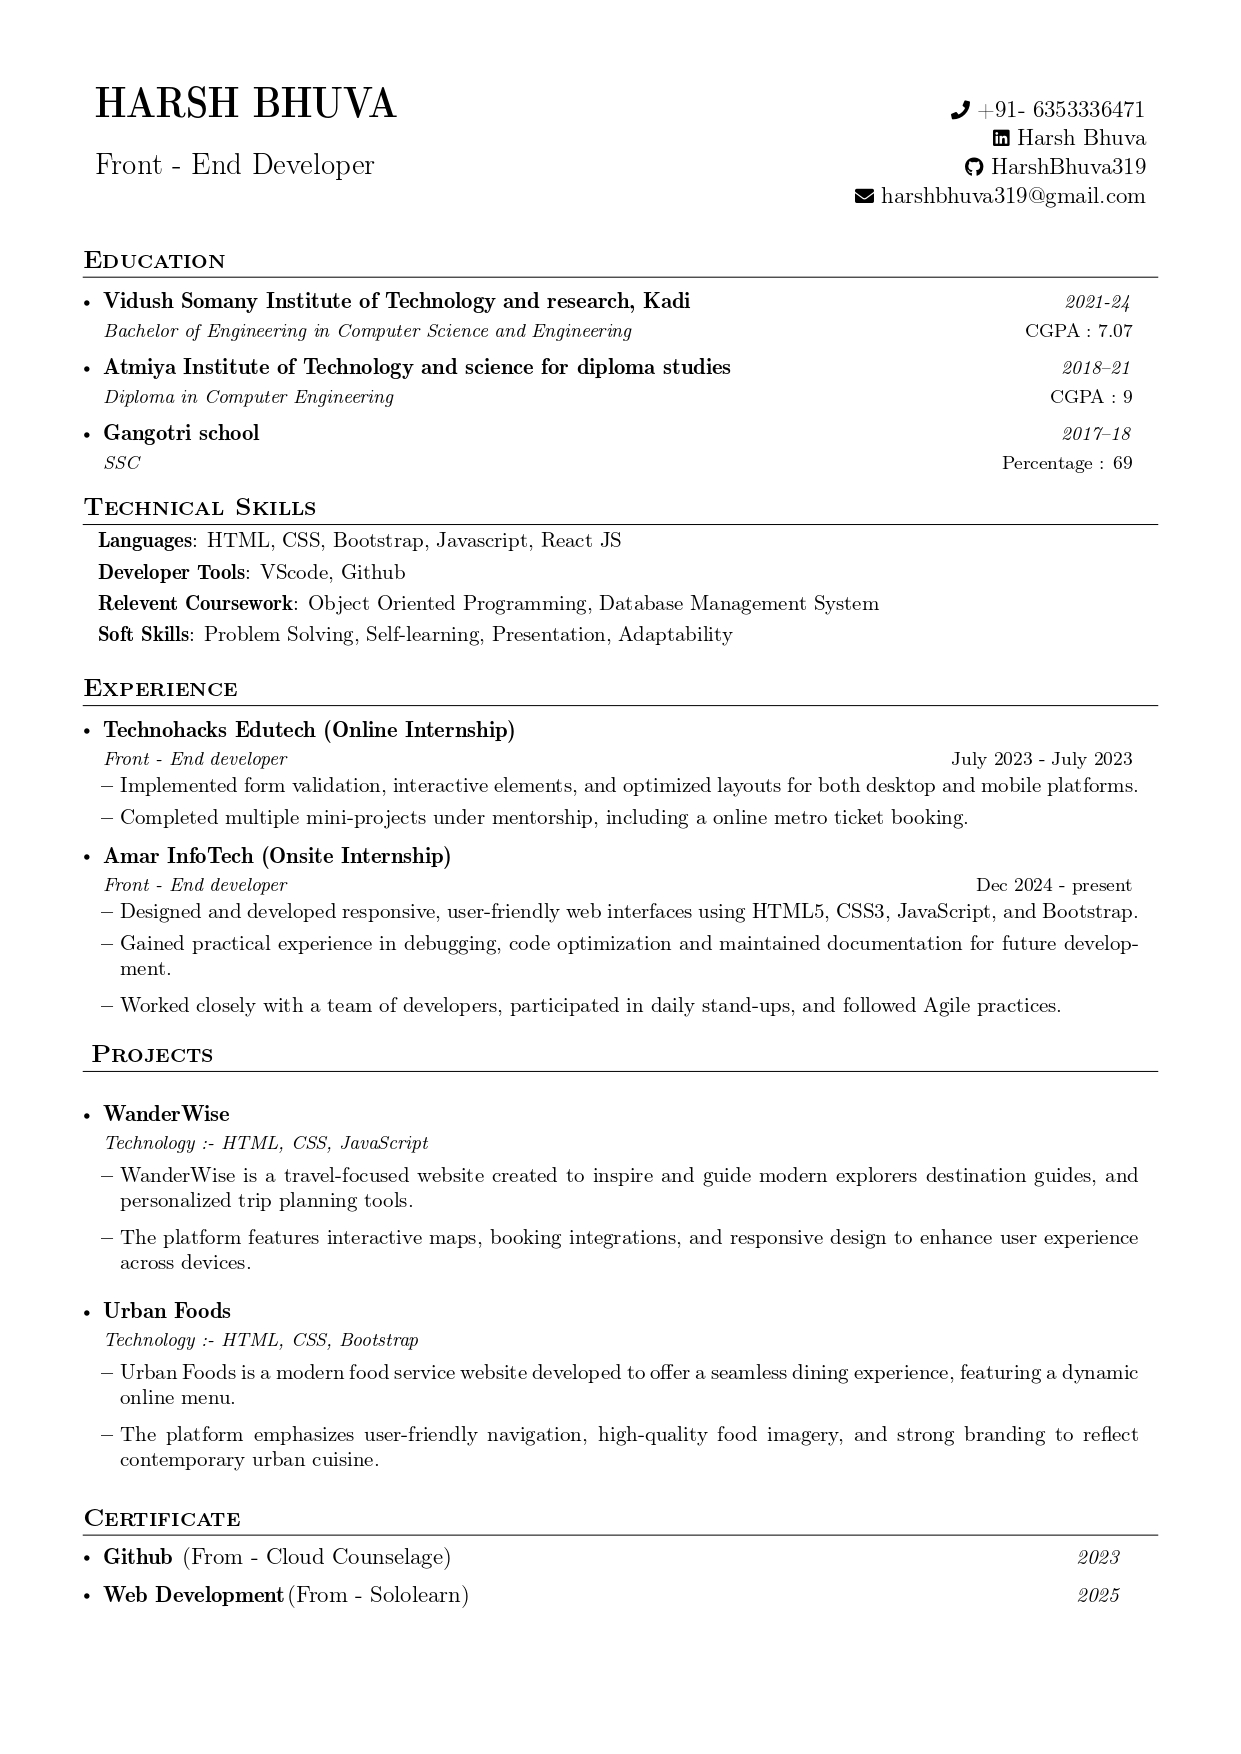 HARSH BHUVA
Front - End Developer
+91- 6353336471
Harsh Bhuva
HarshBhuva319
harshbhuva319@gmail.com
Education
• Vidush Somany Institute of Technology and research, Kadi 2021-24
Bachelor of Engineering in Computer Science and Engineering CGPA : 7.07
• Atmiya Institute of Technology and science for diploma studies 2018–21
Diploma in Computer Engineering CGPA : 9
• Gangotri school 2017–18
SSC Percentage : 69
Technical Skills
Languages: HTML, CSS, Bootstrap, Javascript, React JS
Developer Tools: VScode, Github
Relevent Coursework: Object Oriented Programming, Database Management System
Soft Skills: Problem Solving, Self-learning, Presentation, Adaptability
Experience
• Technohacks Edutech (Online Internship)
Front - End developer July 2023 - July 2023
– Implemented form validation, interactive elements, and optimized layouts for both desktop and mobile platforms.
– Completed multiple mini-projects under mentorship, including a online metro ticket booking.
• Amar InfoTech (Onsite Internship)
Front - End developer Dec 2024 - present
– Designed and developed responsive, user-friendly web interfaces using HTML5, CSS3, JavaScript, and Bootstrap.
– Gained practical experience in debugging, code optimization and maintained documentation for future develop-
ment.
– Worked closely with a team of developers, participated in daily stand-ups, and followed Agile practices.
Projects
• WanderWise
Technology :- HTML, CSS, JavaScript
– WanderWise is a travel-focused website created to inspire and guide modern explorers destination guides, and
personalized trip planning tools.
– The platform features interactive maps, booking integrations, and responsive design to enhance user experience
across devices.
• Urban Foods
Technology :- HTML, CSS, Bootstrap
– Urban Foods is a modern food service website developed to offer a seamless dining experience, featuring a dynamic
online menu.
– The platform emphasizes user-friendly navigation, high-quality food imagery, and strong branding to reflect
contemporary urban cuisine.
Certificate
• Github (From - Cloud Counselage) 2023
• Web Development(From - Sololearn) 2025